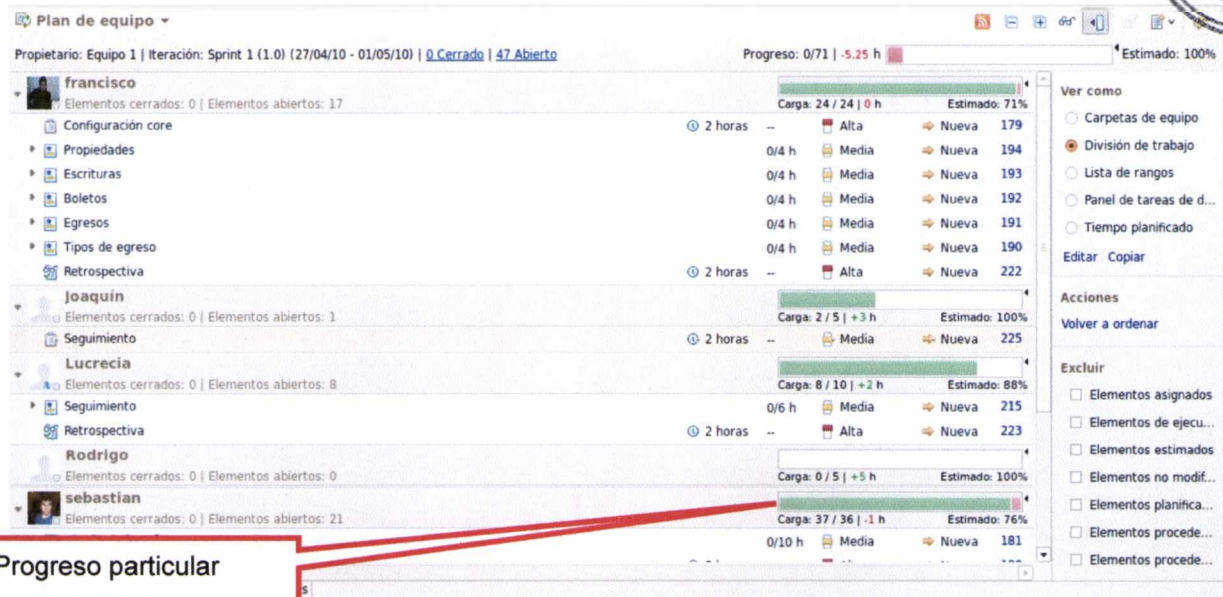 Plan de equipo
Propietario: Equipo 1 | Iteración: Sprint 1 (1.0) (27/04/10 - 01/05/10) | 0 Cerrado | 47 Abierto
Progreso: 0/71 | -5,25 h
Estimado: 100%
francisco
Elementos cerrados: 0 | Elementos abiertos: 17
Carga: 24 / 24 | 0 h Estimado: 71%
Configuración core 2 horas -- Alta Nueva 179
Propiedades 0/4 h Media Nueva 194
Escrituras 0/4 h Media Nueva 193
Boletos 0/4 h Media Nueva 192
Egresos 0/4 h Media Nueva 191
Tipos de egreso 0/4 h Media Nueva 190
Retrospectiva 2 horas -- Alta Nueva 222
Joaquín
Elementos cerrados: 0 | Elementos abiertos: 1
Carga: 2 / 5 | +3 h Estimado: 100%
Seguimiento 2 horas -- Media Nueva 225
Lucrecia
Elementos cerrados: 0 | Elementos abiertos: 8
Carga: 8 / 10 | +2 h Estimado: 88%
Seguimiento 0/6 h Media Nueva 215
Retrospectiva 2 horas -- Alta Nueva 223
Rodrigo
Elementos cerrados: 0 | Elementos abiertos: 0
Carga: 0 / 5 | +5 h Estimado: 100%
sebastian
Elementos cerrados: 0 | Elementos abiertos: 21
Carga: 37 / 36 | -1 h Estimado: 76%
0/10 h Media Nueva 181
Progreso particular
Ver como
Carpetas de equipo
División de trabajo
Lista de rangos
Panel de tareas de d...
Tiempo planificado
Editar Copiar
Acciones
Volver a ordenar
Excluir
Elementos asignados
Elementos de ejecu...
Elementos estimados
Elementos no modif...
Elementos planifica...
Elementos procede...
Elementos procede...